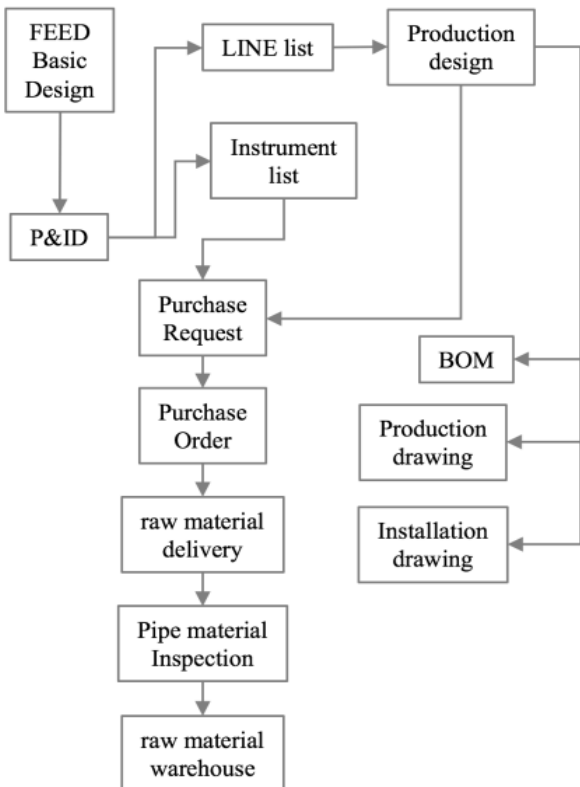 FEED
Basic
Design
LINE list
Production
design
Instrument
list
P&ID
Purchase
Request
BOM
Purchase
Order
Production
drawing
raw material
delivery
Installation
drawing
Pipe material
Inspection
raw material
warehouse